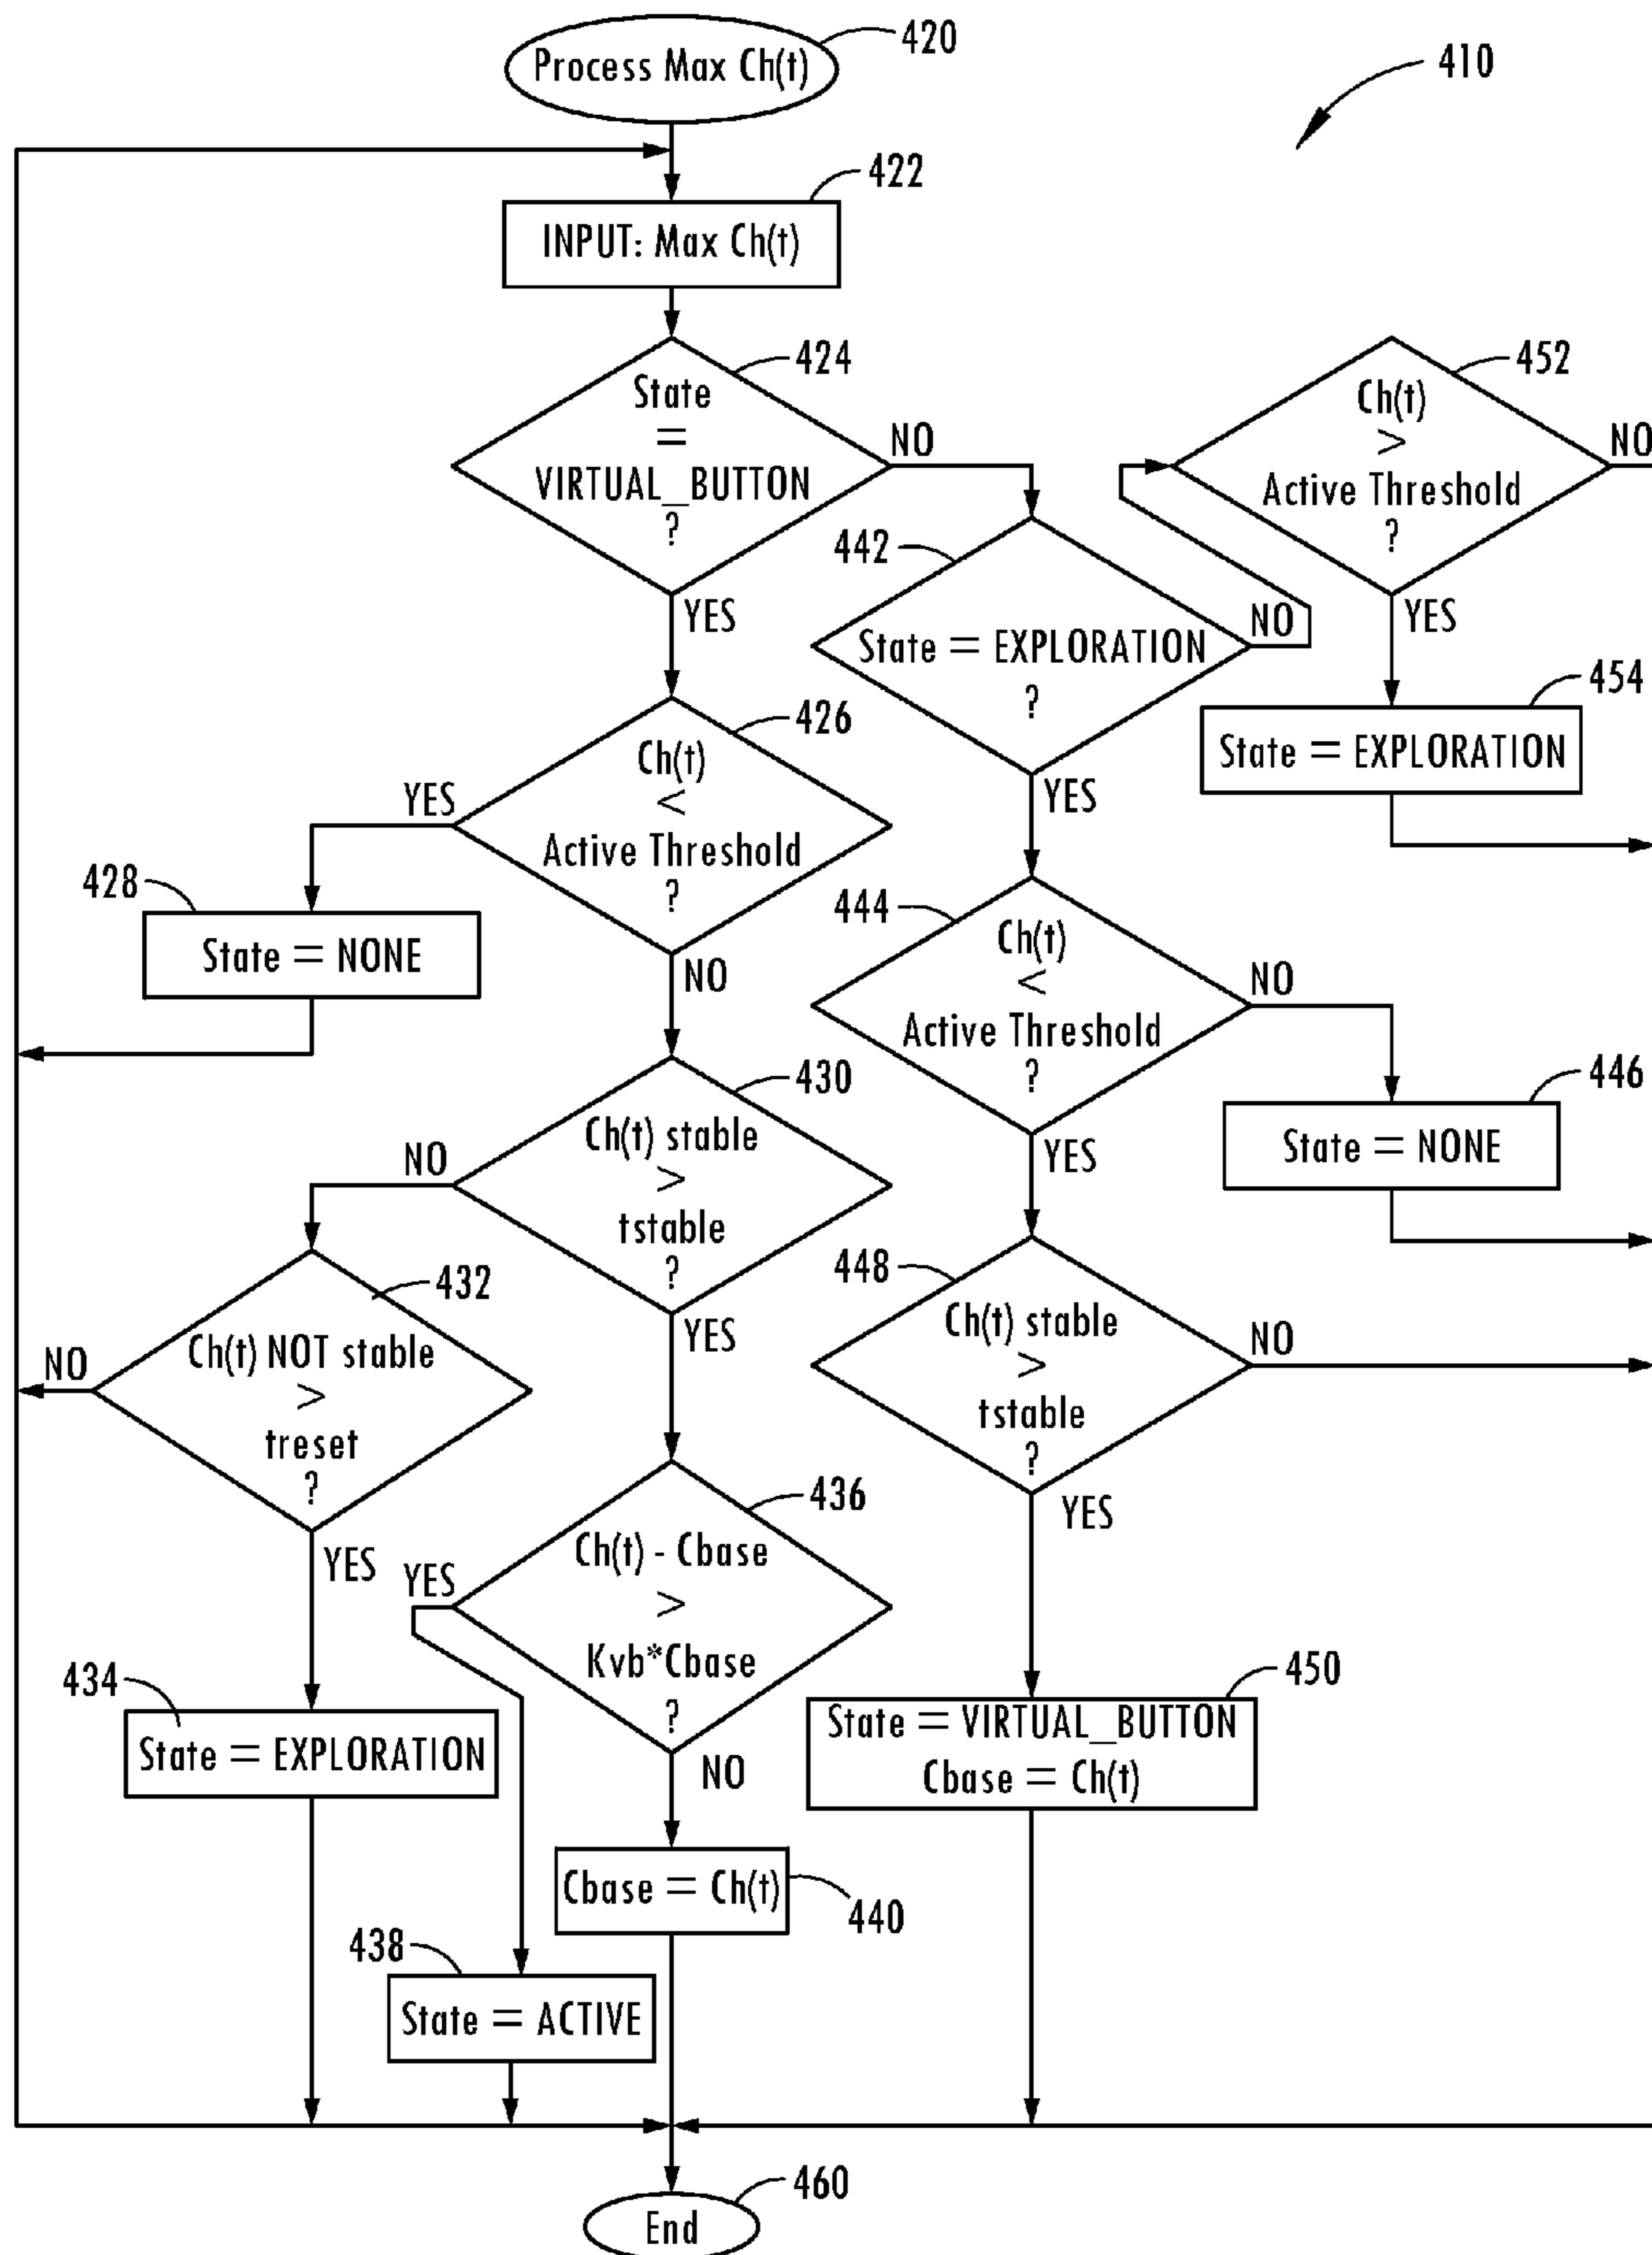 Process Max Ch(t)
420
410
422
INPUT: Max Ch(t)
424
State
=
VIRTUAL_BUTTON
?
NO
YES
452
Ch(t)
>
Active Threshold
?
NO
YES
442
State = EXPLORATION
?
NO
YES
454
State = EXPLORATION
426
Ch(t)
<
Active Threshold
?
YES
NO
428
State = NONE
444
Ch(t)
<
Active Threshold
?
NO
YES
446
State = NONE
430
Ch(t) stable
>
tstable
?
NO
YES
432
Ch(t) NOT stable
>
treset
?
NO
YES
448
Ch(t) stable
>
tstable
?
NO
YES
434
State = EXPLORATION
436
Ch(t) - Cbase
>
Kvb*Cbase
?
YES
NO
450
State = VIRTUAL_BUTTON
Cbase = Ch(t)
Cbase = Ch(t)
440
438
State = ACTIVE
460
End